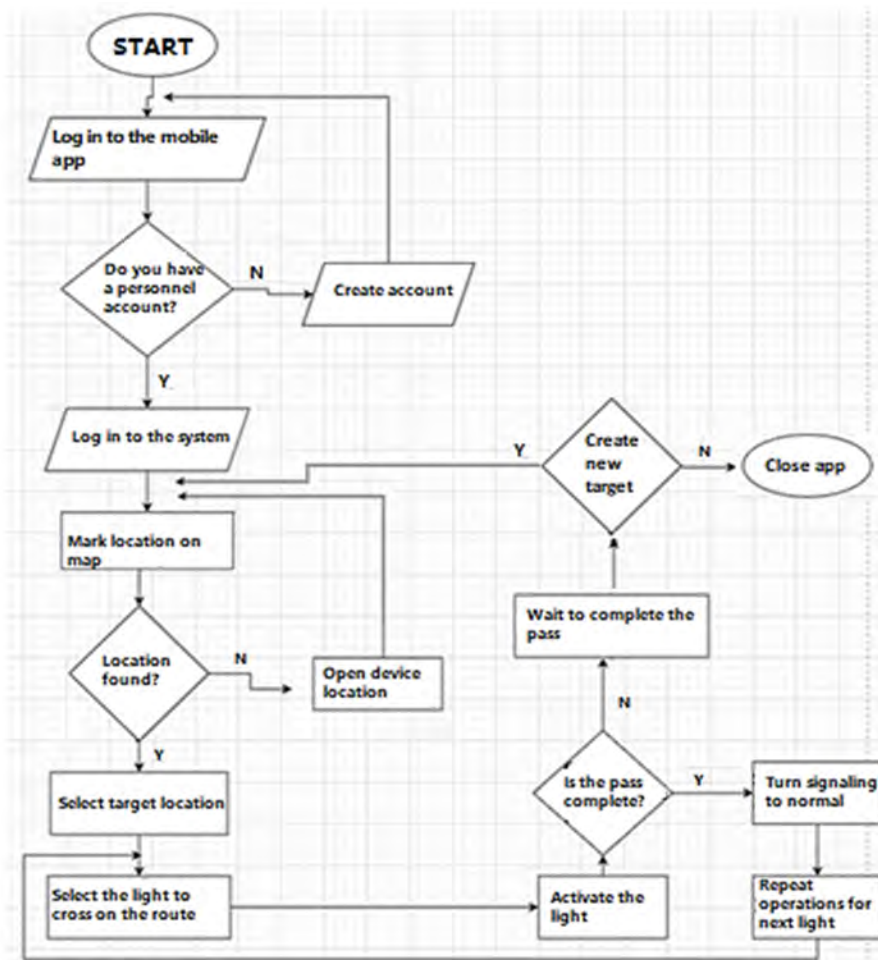 START
Log in to the mobile
app
Do you have
a personnel
account?
N
Create account
Y
Log in to the system
Y
Create
new
target
N
Close app
Mark location on
map
Wait to complete the
pass
Location
found?
N
Open device
location
N
Y
Is the pass
complete?
Y
Turn signaling
to normal
Select target location
Select the light to
cross on the route
Activate the
light
Repeat
operations for
next light